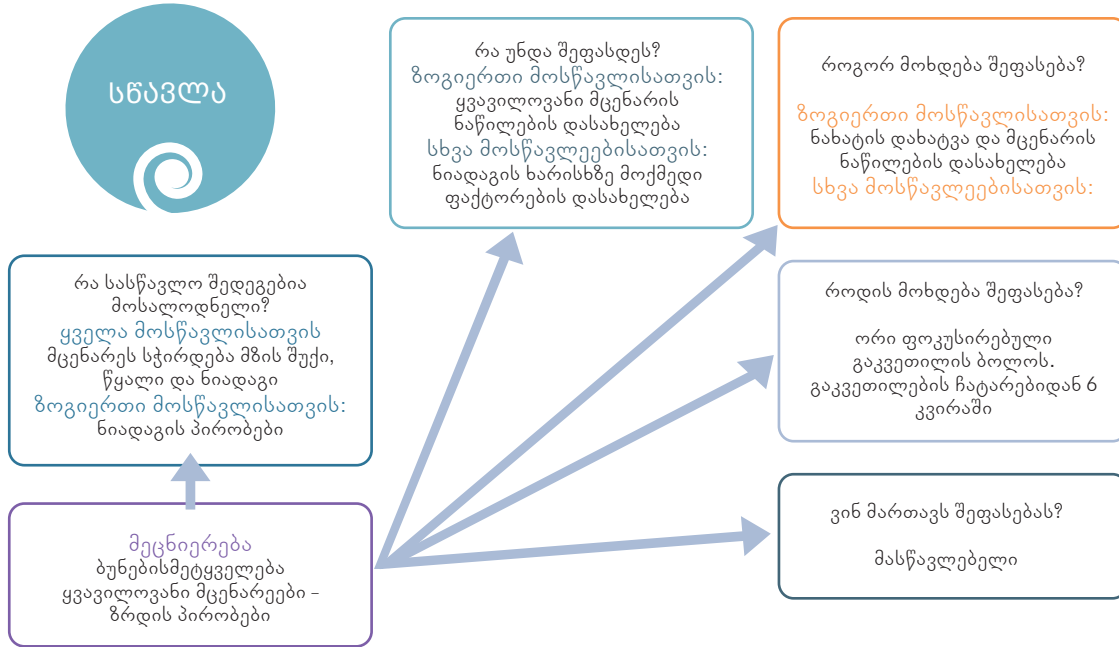 სწავლა
რა უნდა შეფასდეს?
ზოგიერთი მოსწავლისათვის:
ყვავილოვანი მცენარის
ნაწილების დასახელება
სხვა მოსწავლეებისათვის:
ნიადაგის ხარისხზე მოქმედი
ფაქტორების დასახელება
როგორ მოხდება შეფასება?
ზოგიერთი მოსწავლისათვის:
ნახატის დახატვა და მცენარის
ნაწილების დასახელება
სხვა მოსწავლეებისათვის:
რა სასწავლო შედეგებია
მოსალოდნელი?
ყველა მოსწავლისათვის
მცენარეს სჭირდება მზის შუქი,
წყალი და ნიადაგი
ზოგიერთი მოსწავლისათვის:
ნიადაგის პირობები
როდის მოხდება შეფასება?
ორი ფოკუსირებული
გაკვეთილის ბოლოს.
გაკვეთილების ჩატარებიდან 6
კვირაში
მეცნიერება
ბუნებისმეტყველება
ყვავილოვანი მცენარეები –
ზრდის პირობები
ვინ მართავს შეფასებას?
მასწავლებელი